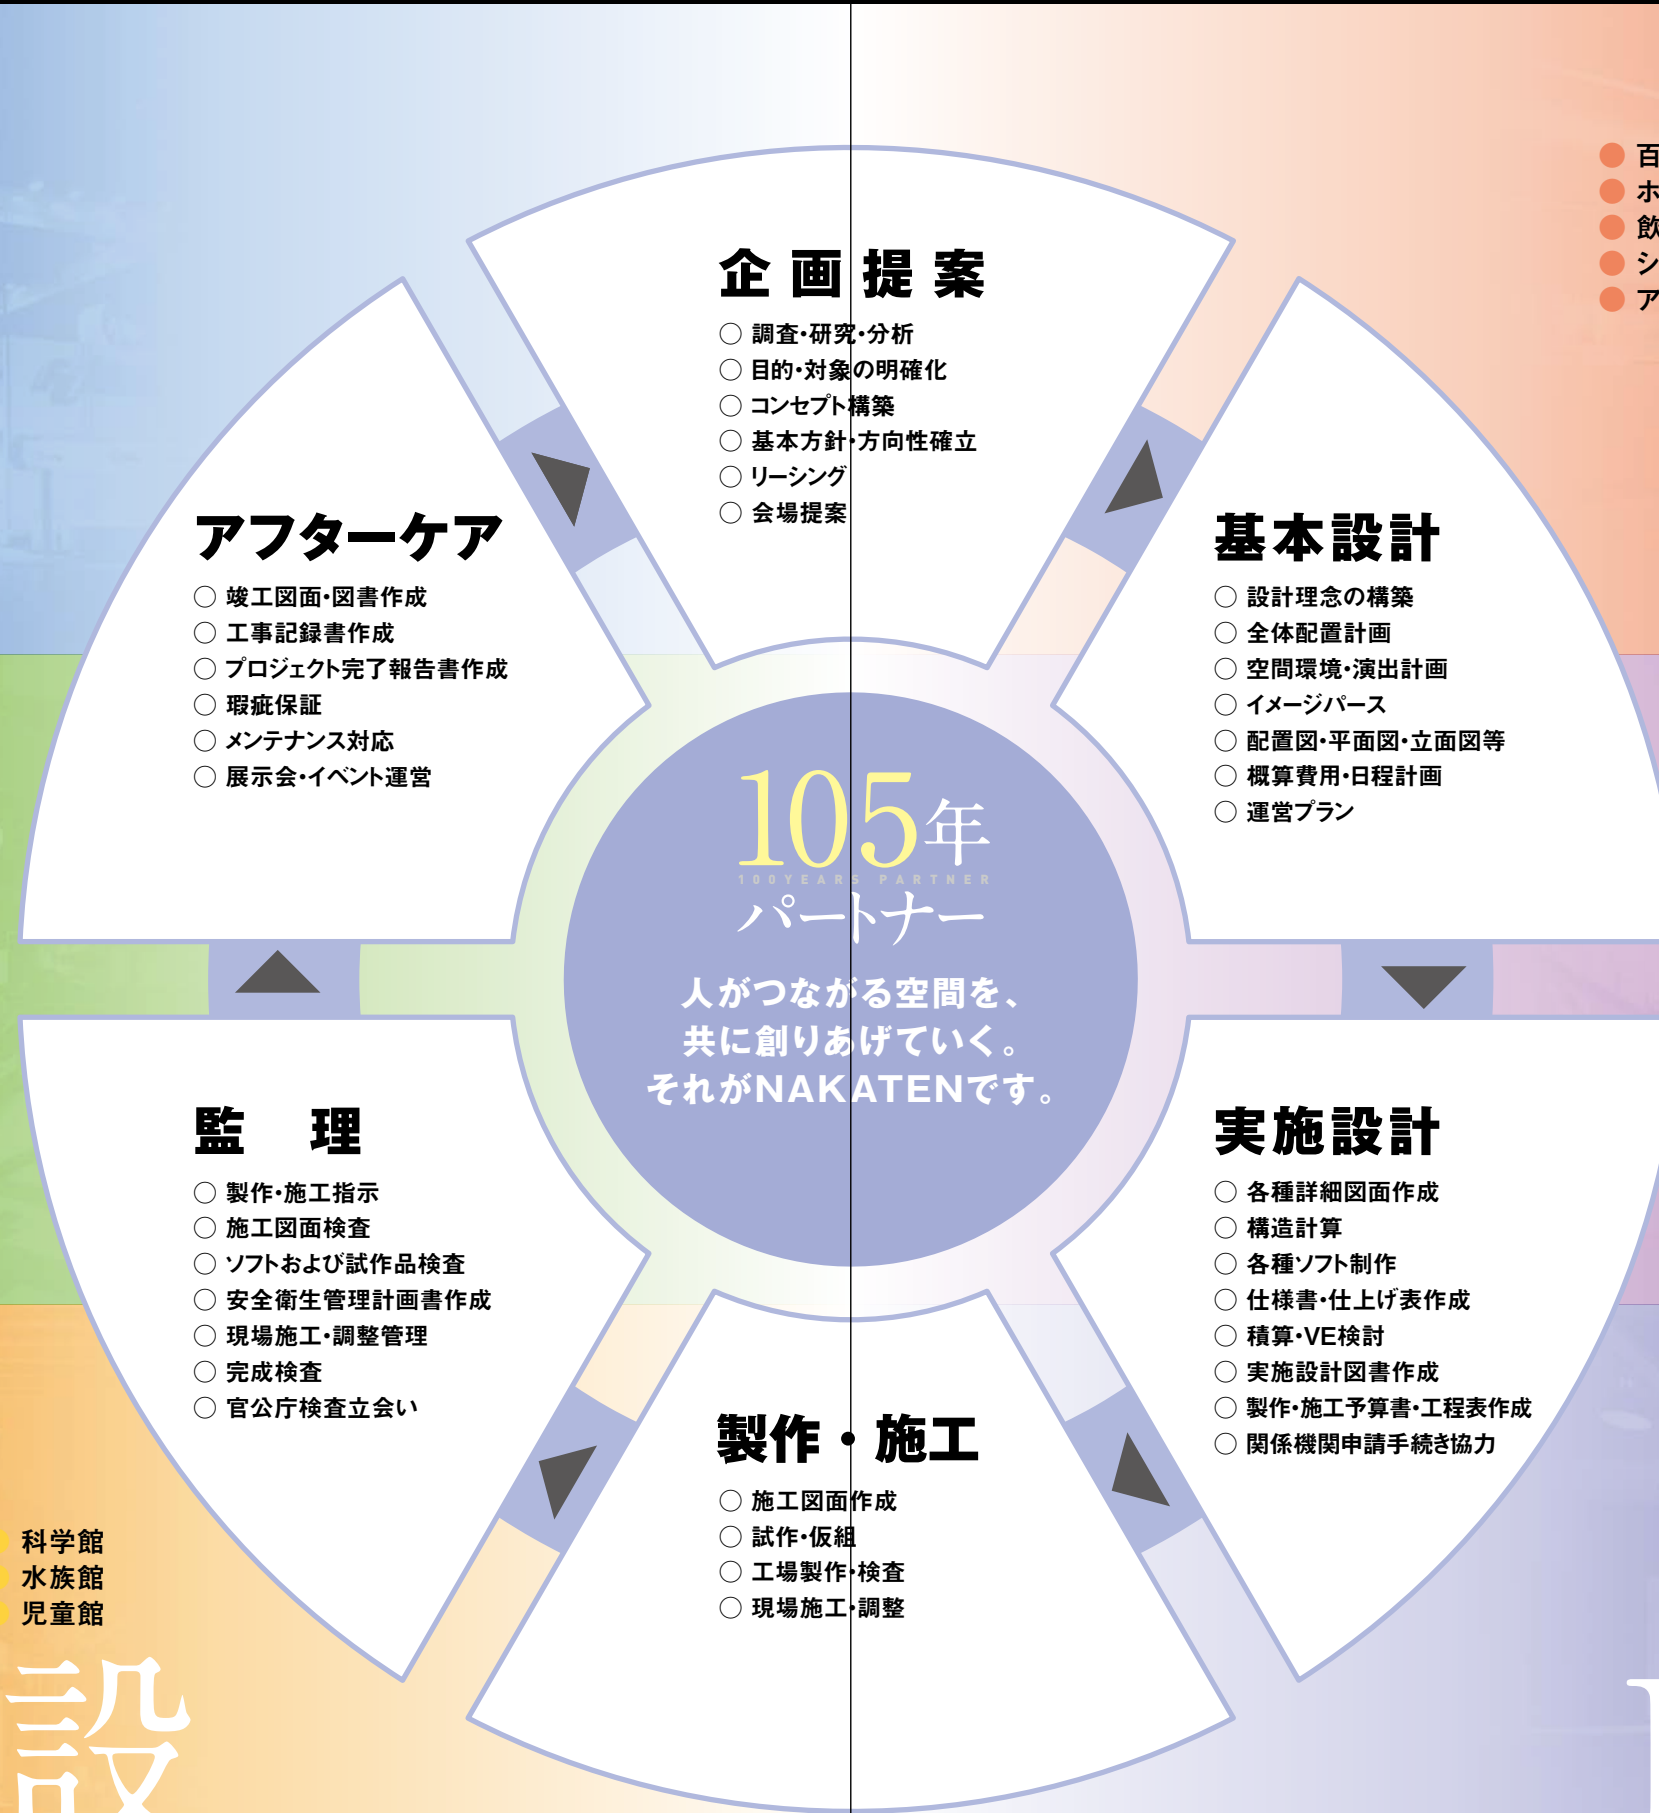 企画提案
○ 調査・研究・分析
○ 目的・対象の明確化
○ コンセプト構築
○ 基本方針・方向性確立
○ リーシング
○ 会場提案
基本設計
○ 設計理念の構築
○ 全体配置計画
○ 空間環境・演出計画
○ イメージパース
○ 配置図・平面図・立面図等
○ 概算費用・日程計画
○ 運営プラン
実施設計
○ 各種詳細図面作成
○ 構造計算
○ 各種ソフト制作
○ 仕様書・仕上げ表作成
○ 積算・VE検討
○ 実施設計図書作成
○ 製作・施工予算書・工程表作成
○ 関係機関申請手続き協力
製作・施工
○ 施工図面作成
○ 試作・仮組
○ 工場製作・検査
○ 現場施工・調整
監理
○ 製作・施工指示
○ 施工図面検査
○ ソフトおよび試作品検査
○ 安全衛生管理計画書作成
○ 現場施工・調整管理
○ 完成検査
○ 官公庁検査立会い
アフターケア
○ 竣工図面・図書作成
○ 工事記録書作成
○ プロジェクト完了報告書作成
○ 瑕疵保証
○ メンテナンス対応
○ 展示会・イベント運営
105年
100YEARS PARTNER
パートナー
人がつながる空間を、
共に創りあげていく。
それがNAKATENです。
● 百
● ホ
● 飲
● シ
● ア
科学館
水族館
児童館
設